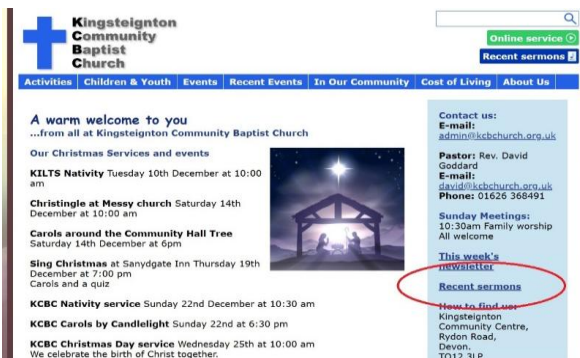 Kingsteignton
Community
Baptist
Church
Online service
Recent sermons
Activities Children & Youth Events Recent Events In Our Community Cost of Living About Us
A warm welcome to you
...from all at Kingsteignton Community Baptist Church
Our Christmas Services and events
KILTS Nativity Tuesday 10th December at 10:00
am
Christingle at Messy church Saturday 14th
December at 10:00 am
Carols around the Community Hall Tree
Saturday 14th December at 6pm
Sing Christmas at Sanydgate Inn Thursday 19th
December at 7:00 pm
Carols and a quiz
KCBC Nativity service Sunday 22nd December at 10:30 am
KCBC Carols by Candlelight Sunday 22nd at 6:30 pm
KCBC Christmas Day service Wednesday 25th at 10:00 am
We celebrate the birth of Christ together.
Contact us:
E-mail:
admin@kcbchurch.org.uk
Pastor: Rev. David
Goddard
E-mail:
david@kcbchurch.org.uk
Phone: 01626 368491
Sunday Meetings:
10:30am Family worship
All welcome
This week's
newsletter
Recent sermons
How to find us:
Kingsteignton
Community Centre,
Rydon Road,
Devon.
TQ12 3LP